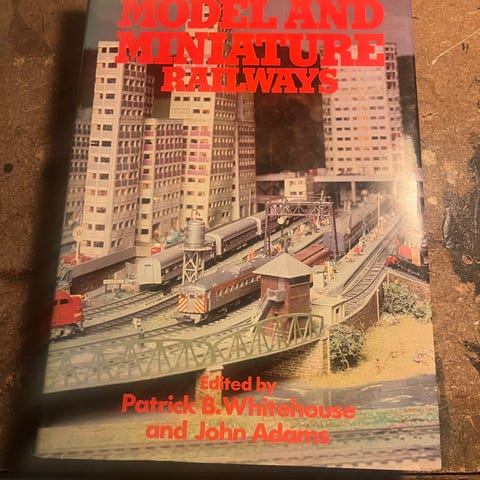 MODEL AND
MINIATURE
RAILWAYS
Edited by
Patrick B. Whitehouse
and John Adams